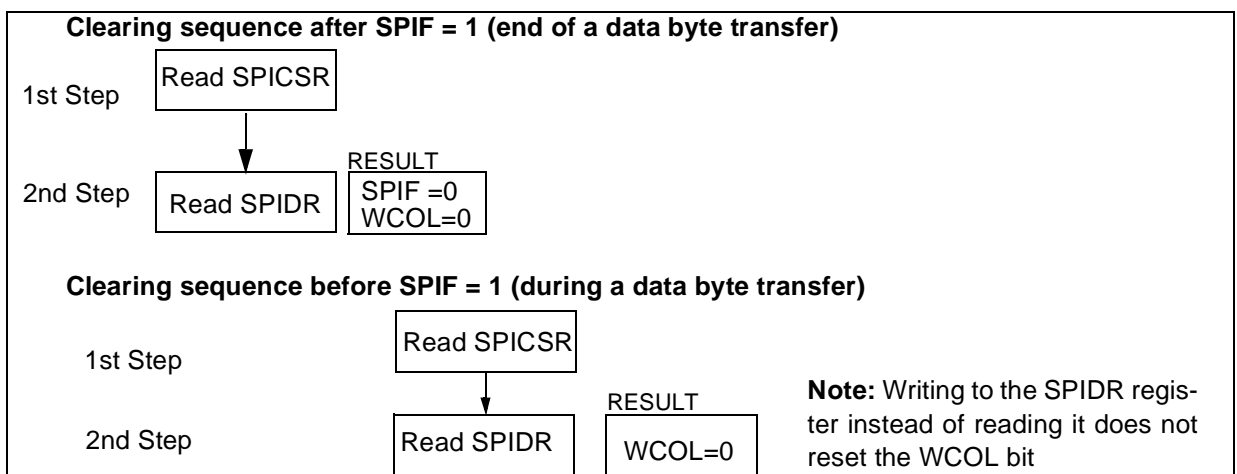 Clearing sequence after SPIF = 1 (end of a data byte transfer)
1st Step
Read SPICSR
2nd Step
Read SPIDR
RESULT
SPIF =0
WCOL=0
Clearing sequence before SPIF = 1 (during a data byte transfer)
1st Step
Read SPICSR
2nd Step
Read SPIDR
RESULT
WCOL=0
Note: Writing to the SPIDR regis-
ter instead of reading it does not
reset the WCOL bit